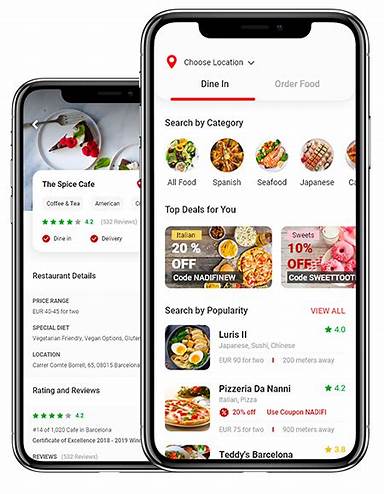 Choose Location
Dine In
Order Food
Search by Category
All Food
Spanish
Seafood
Japanese
Top Deals for You
Italian
20 %
OFF
Code NADIFINEW
Sweets
10%
OFF
Code SWEETTOOT
Search by Popularity
VIEW ALL
Luris II
4.0
Japanese, Sushi, Chinese
EUR 90 for two
200 meters away
Pizzeria Da Nanni
4.2
Italian, Pizza
20% off
Use Coupon NADIFI
EUR 75 for two
900 meters away
Teddy's Barcelona
3.8
The Spice Cafe
Coffee & Tea
American
4.2
(532 Reviews)
Dine in
Delivery
Restaurant Details
PRICE RANGE
EUR 40-45 for two
SPECIAL DIET
Vegetarian Friendly, Vegan Options, Gluten
LOCATION
Carrer Comte Borrell, 65, 08015 Barcelona
Rating and Reviews
4.2
#14 of 1,020 Cafe in Barcelona
Certificate of Excellence 2018 - 2019 Win
REVIEWS (532 Reviews)